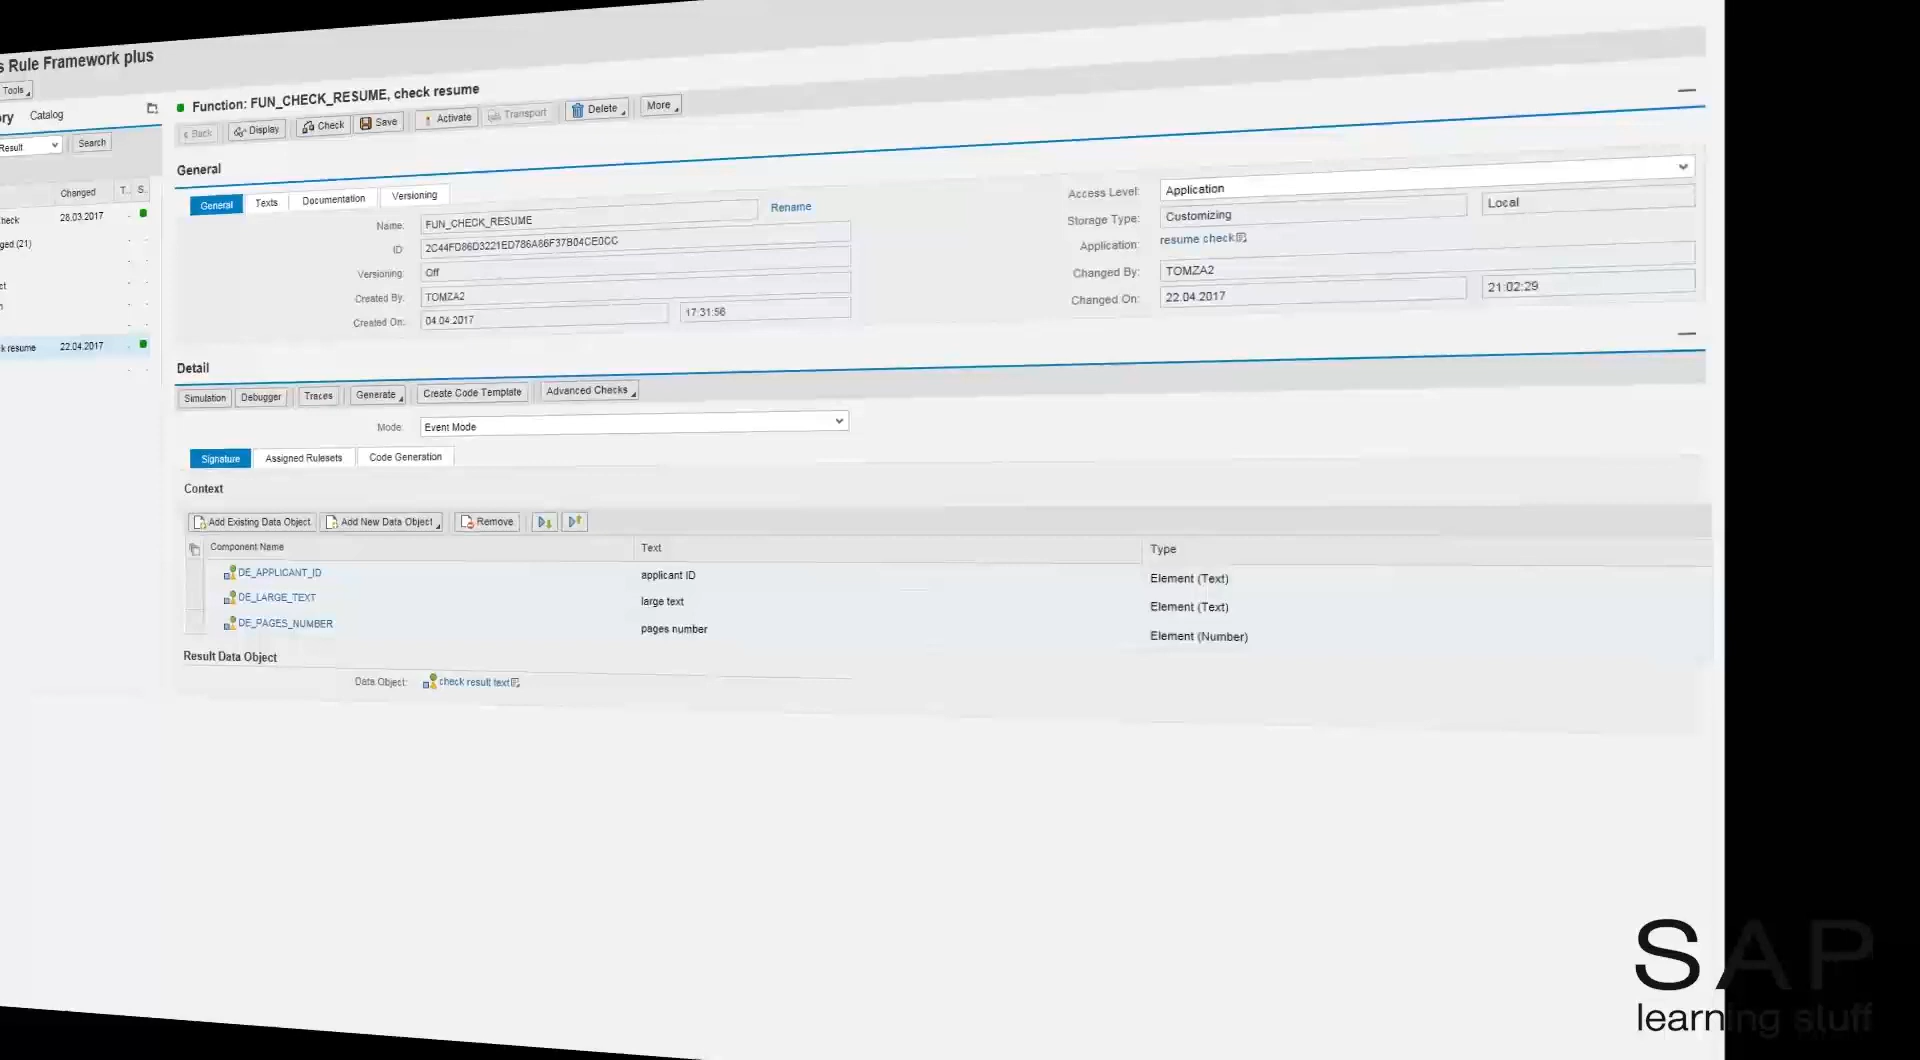 s Rule Framework plus
Tools
ory Catalog
Result Search
Changed T.. S..
check 28.03.2017
ged (21)
ct
n
k resume 22.04.2017
Function: FUN_CHECK_RESUME, check resume
Back Display Check Save Activate Transport Delete More
General
General Texts Documentation Versioning
Name: FUN_CHECK_RESUME Rename
ID: 2C44FD86D3221ED786A86F37B04CE0CC
Versioning: Off
Created By: TOMZA2
Created On: 04.04.2017 17:31:56
Access Level: Application
Storage Type: Customizing Local
Application: resume check
Changed By: TOMZA2
Changed On: 22.04.2017 21:02:29
Detail
Simulation Debugger Traces Generate Create Code Template Advanced Checks
Mode: Event Mode
Signature Assigned Rulesets Code Generation
Context
Add Existing Data Object Add New Data Object Remove
Component Name Text Type
DE_APPLICANT_ID applicant ID Element (Text)
DE_LARGE_TEXT large text Element (Text)
DE_PAGES_NUMBER pages number Element (Number)
Result Data Object
Data Object: check result text
SAP
learning stuff